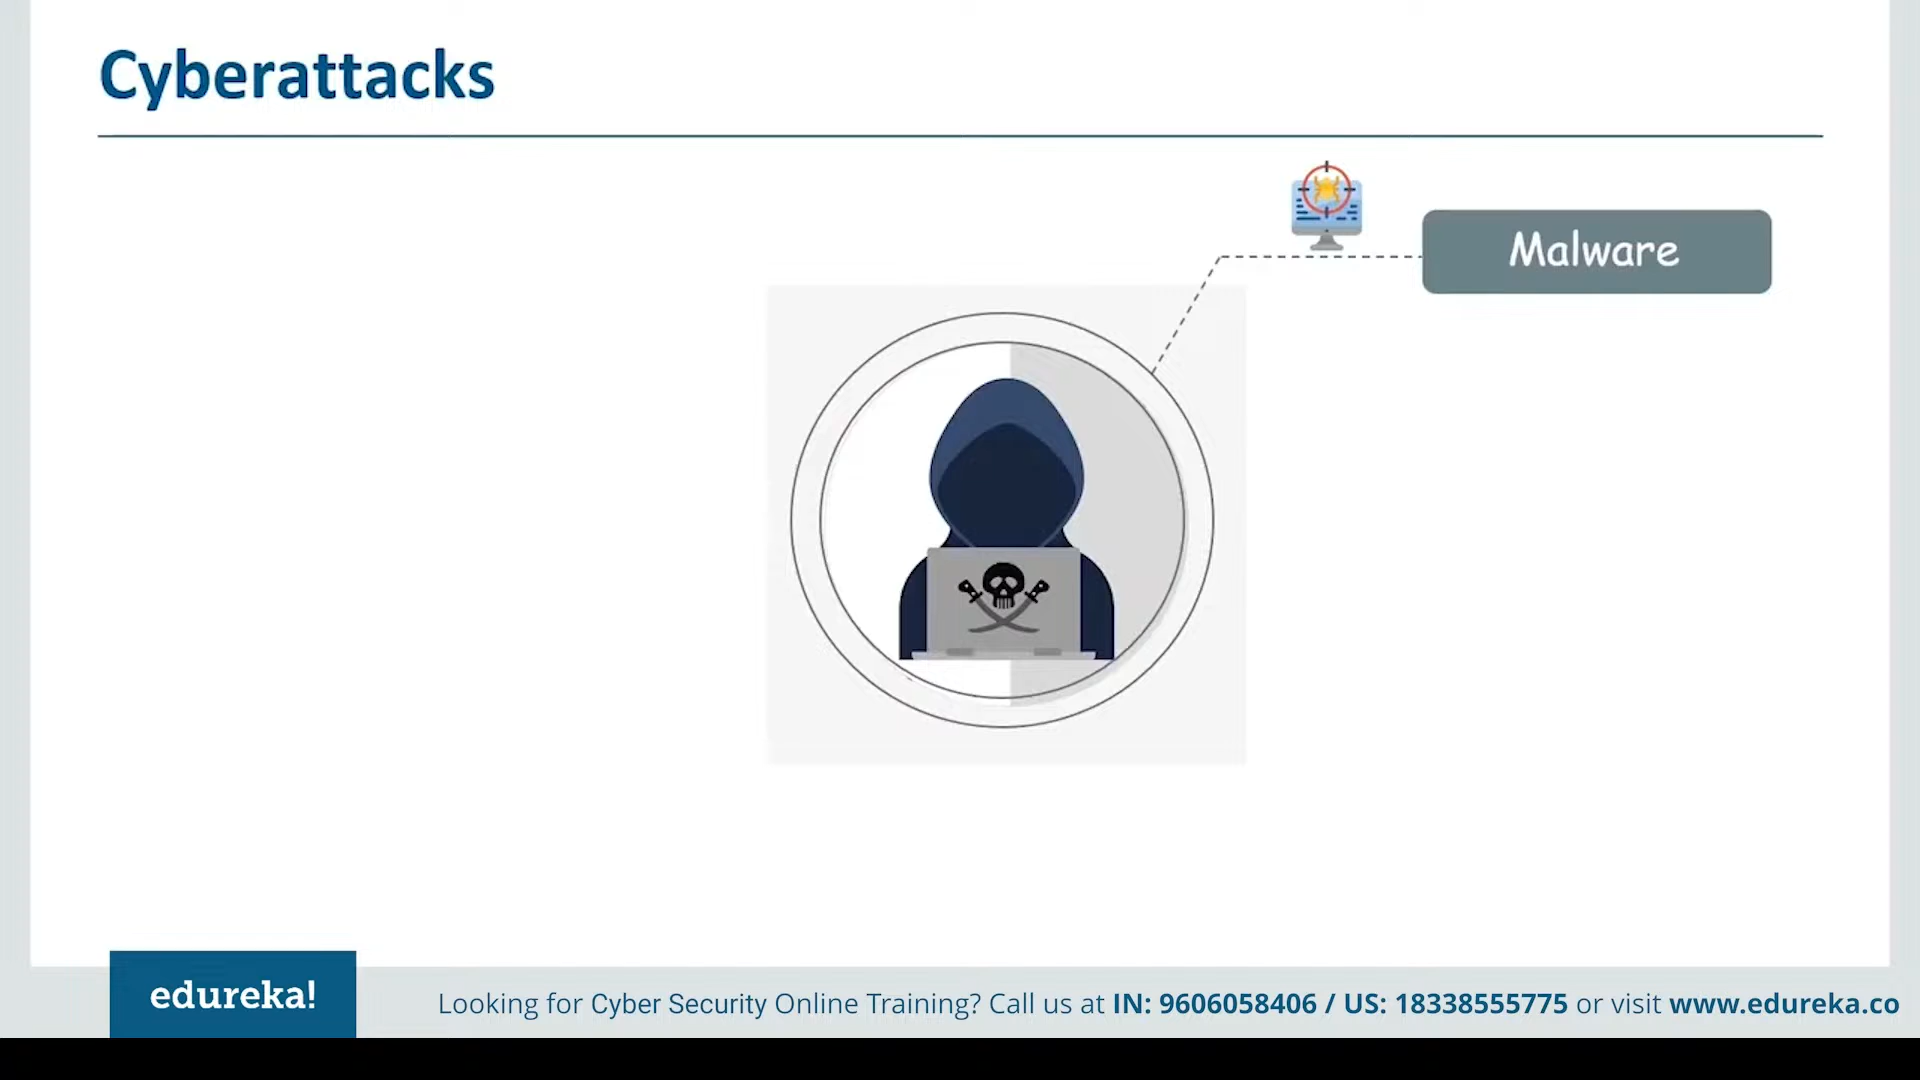 Cyberattacks
Malware
edureka!
Looking for Cyber Security Online Training? Call us at IN: 9606058406 / US: 18338555775 or visit www.edureka.co